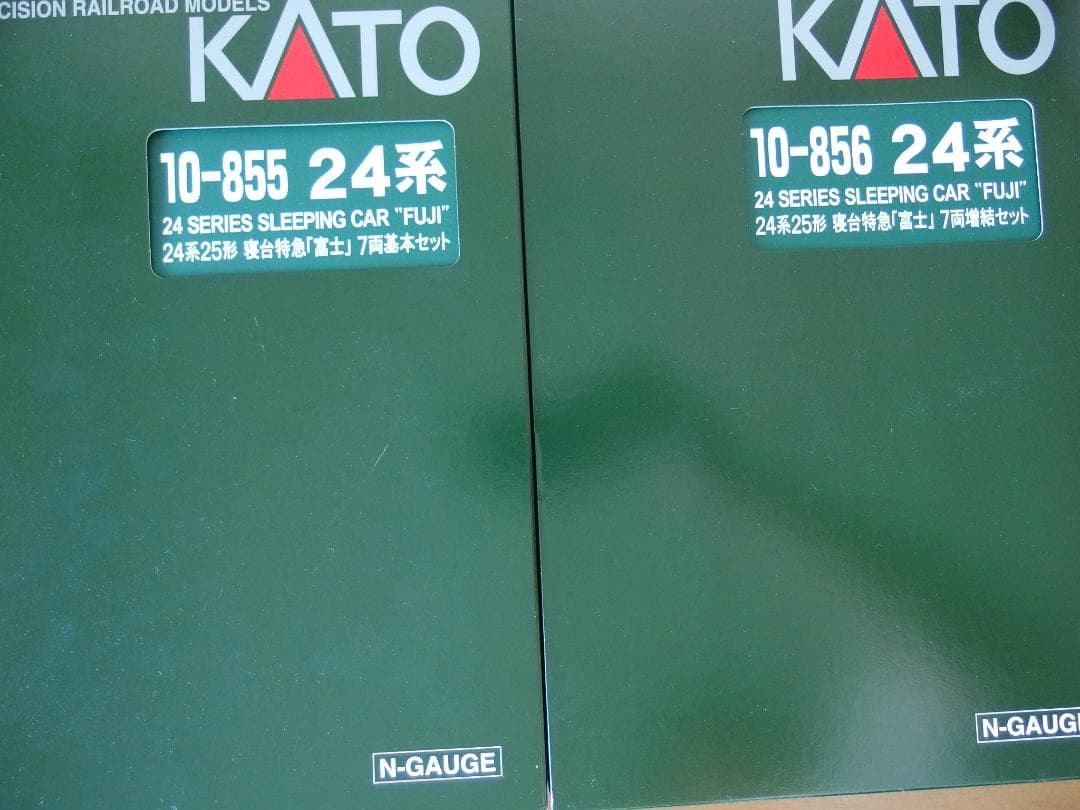 CISION RAILROAD MODELS
KATO
10-855 24系
24 SERIES SLEEPING CAR "FUJI"
24系25形 寝台特急「富士」 7両基本セット
N-GAUGE
KATO
10-856 24系
24 SERIES SLEEPING CAR "FUJI"
24系25形 寝台特急「富士」 7両増結セット
N-GAUGE